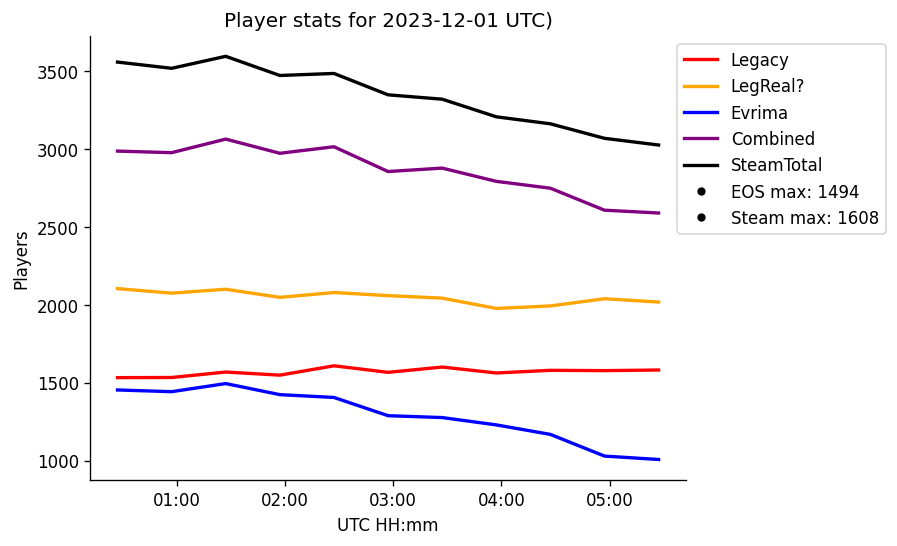 Player stats for 2023-12-01 UTC)
Players
3500
3000
2500
2000
1500
1000
01:00 02:00 03:00 04:00 05:00
UTC HH:mm
Legacy
LegReal?
Evrima
Combined
SteamTotal
EOS max: 1494
Steam max: 1608